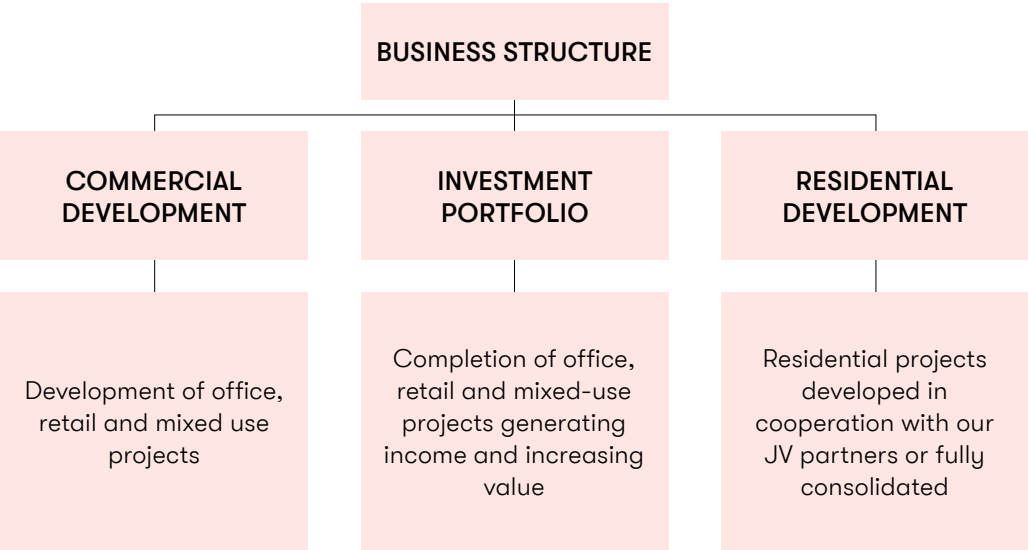 BUSINESS STRUCTURE
COMMERCIAL
DEVELOPMENT
INVESTMENT
PORTFOLIO
RESIDENTIAL
DEVELOPMENT
Development of office,
retail and mixed use
projects
Completion of office,
retail and mixed-use
projects generating
income and increasing
value
Residential projects
developed in
cooperation with our
JV partners or fully
consolidated